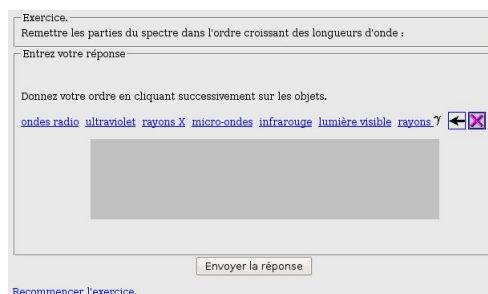 Exercice.
Remettre les parties du spectre dans l'ordre croissant des longueurs d'onde :
Entrez votre réponse
Donnez votre ordre en cliquant successivement sur les objets.
ondes radio ultraviolet rayons X micro-ondes infrarouge lumière visible rayons γ
Envoyer la réponse
Recommencer l'exercice.